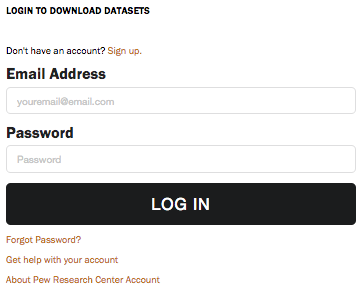 LOGIN TO DOWNLOAD DATASETS
Don't have an account? Sign up.
Email Address
youremail@email.com
Password
Password
LOG IN
Forgot Password?
Get help with your account
About Pew Research Center Account